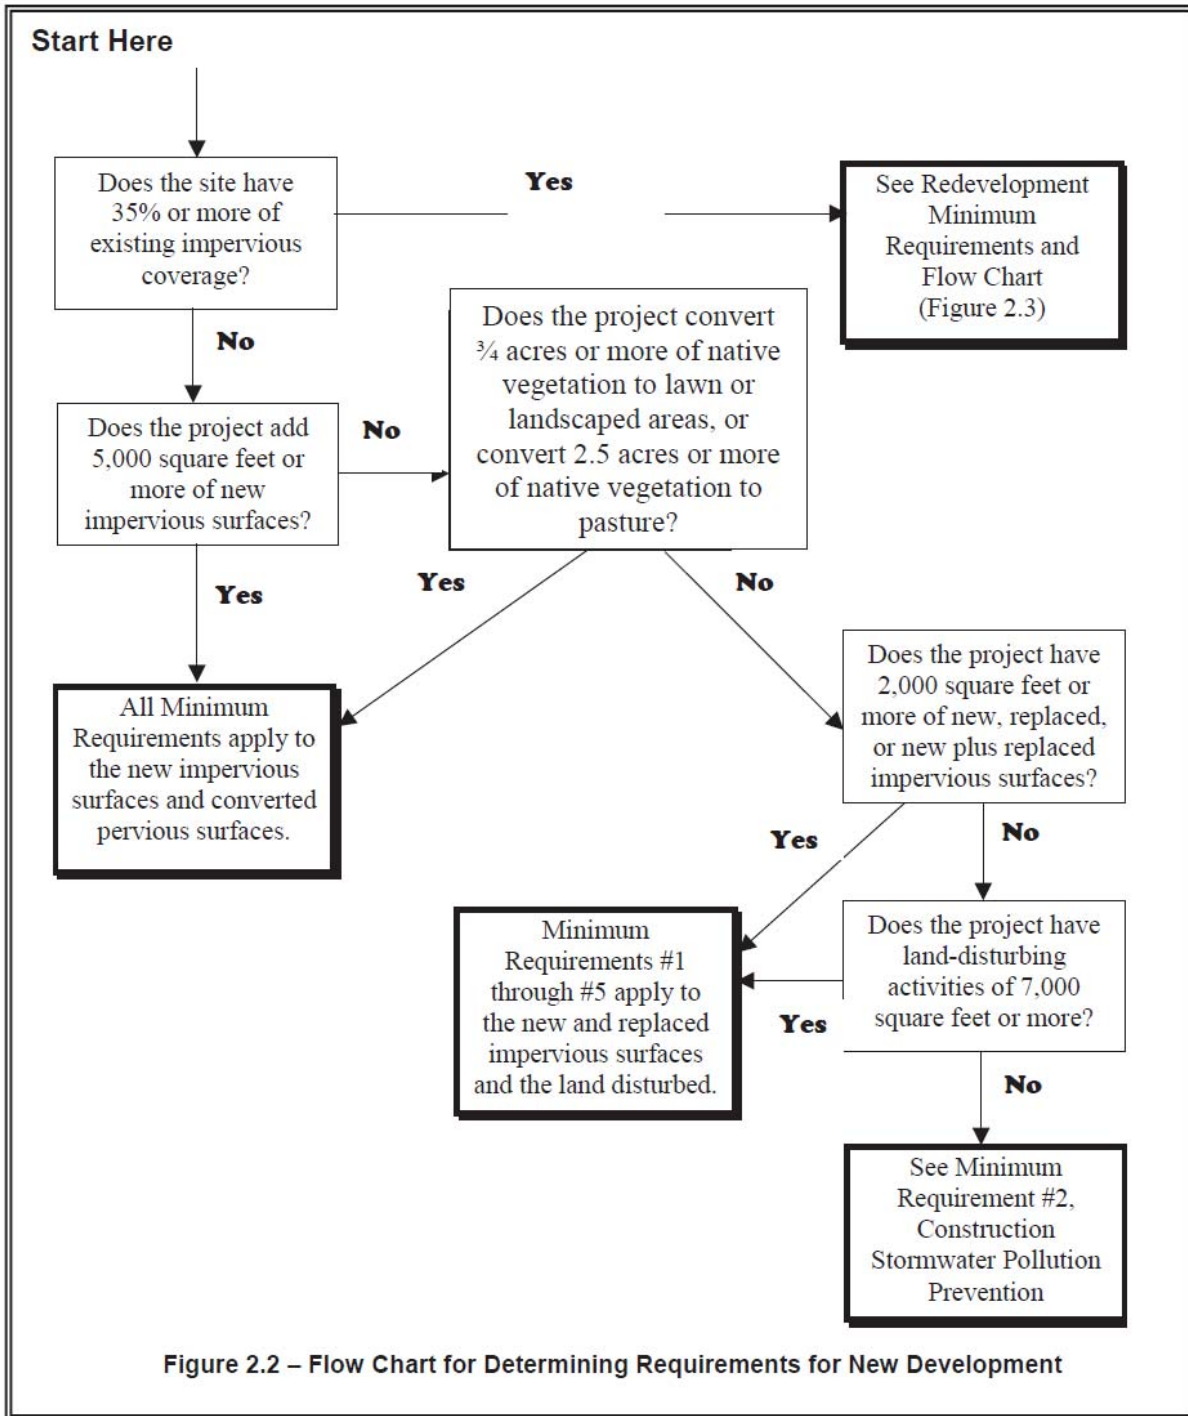 Start Here
Does the site have
35% or more of
existing impervious
coverage?
Yes
See Redevelopment
Minimum
Requirements and
Flow Chart
(Figure 2.3)
No
Does the project add
5,000 square feet or
more of new
impervious surfaces?
No
Does the project convert
¾ acres or more of native
vegetation to lawn or
landscaped areas, or
convert 2.5 acres or more
of native vegetation to
pasture?
Yes
Yes
No
All Minimum
Requirements apply to
the new impervious
surfaces and converted
pervious surfaces.
Does the project have
2,000 square feet or
more of new, replaced,
or new plus replaced
impervious surfaces?
Yes
No
Minimum
Requirements #1
through #5 apply to
the new and replaced
impervious surfaces
and the land disturbed.
Does the project have
land-disturbing
activities of 7,000
square feet or more?
Yes
No
See Minimum
Requirement #2,
Construction
Stormwater Pollution
Prevention
Figure 2.2 – Flow Chart for Determining Requirements for New Development